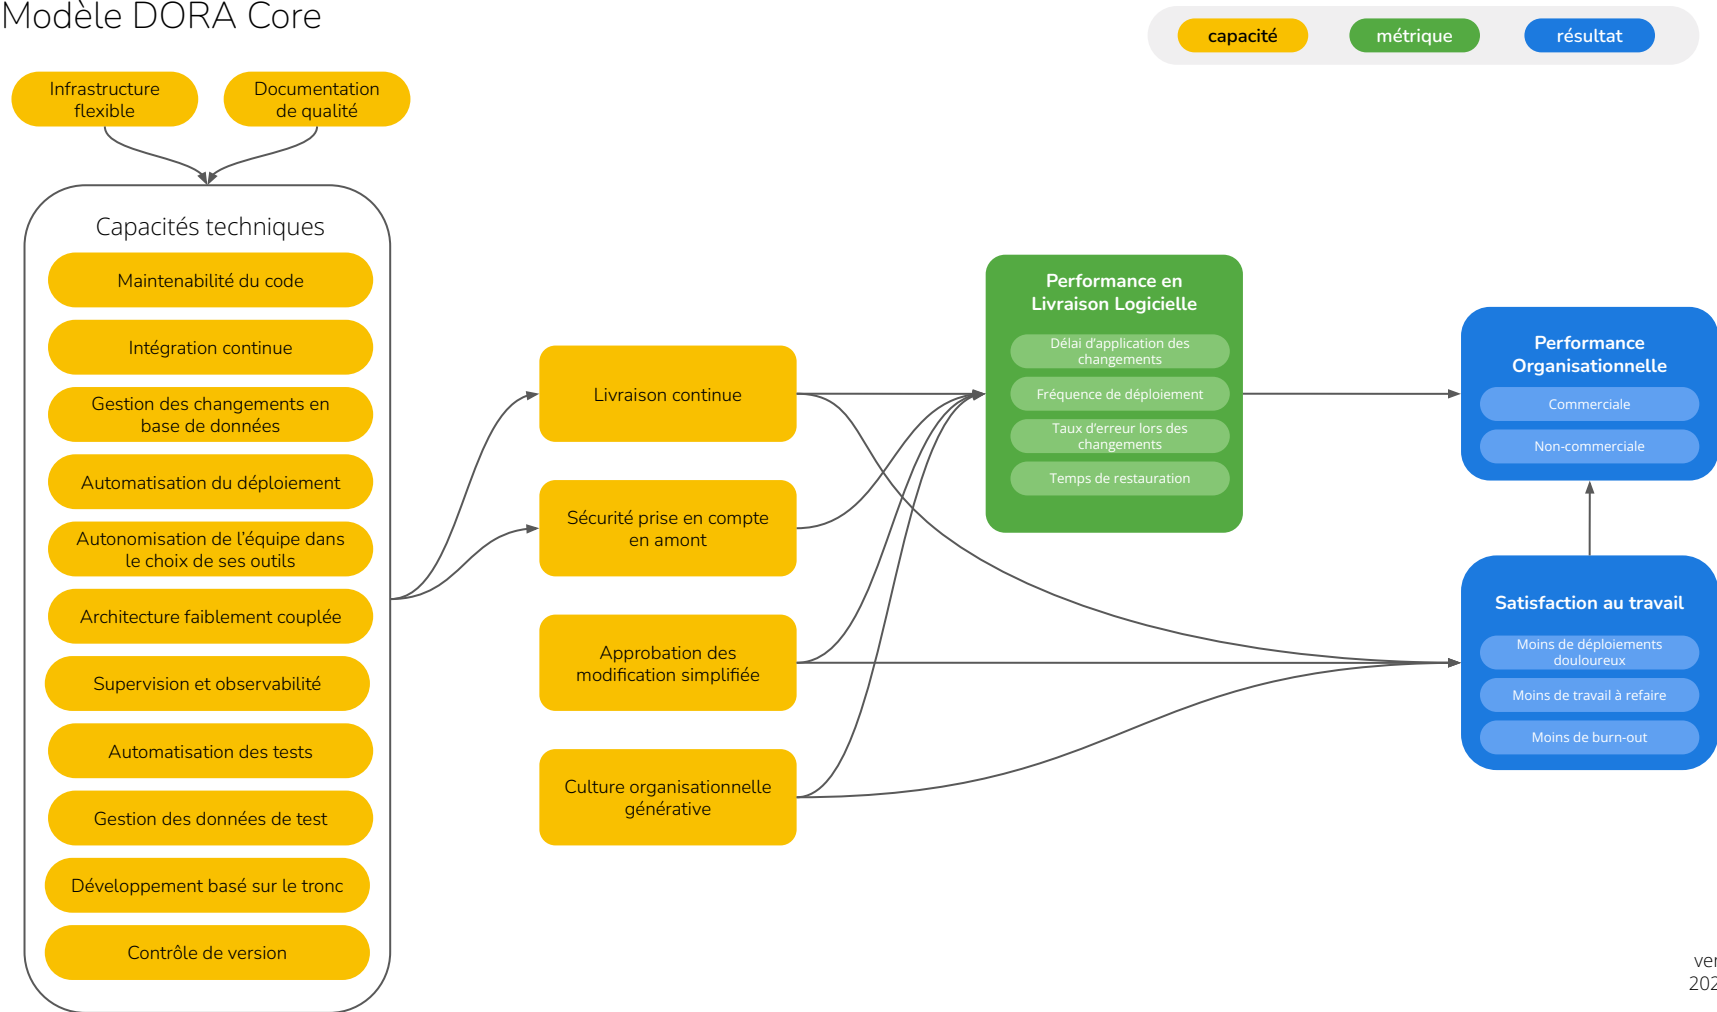 Modèle DORA Core
capacité
métrique
résultat
Infrastructure
flexible
Documentation
de qualité
Capacités techniques
Maintenabilité du code
Intégration continue
Gestion des changements en
base de données
Automatisation du déploiement
Autonomisation de l'équipe dans
le choix de ses outils
Architecture faiblement couplée
Supervision et observabilité
Automatisation des tests
Gestion des données de test
Développement basé sur le tronc
Contrôle de version
Livraison continue
Sécurité prise en compte
en amont
Approbation des
modification simplifiée
Culture organisationnelle
générative
Performance en
Livraison Logicielle
Délai d'application des
changements
Fréquence de déploiement
Taux d'erreur lors des
changements
Temps de restauration
Performance
Organisationnelle
Commerciale
Non-commerciale
Satisfaction au travail
Moins de déploiements
douloureux
Moins de travail à refaire
Moins de burn-out